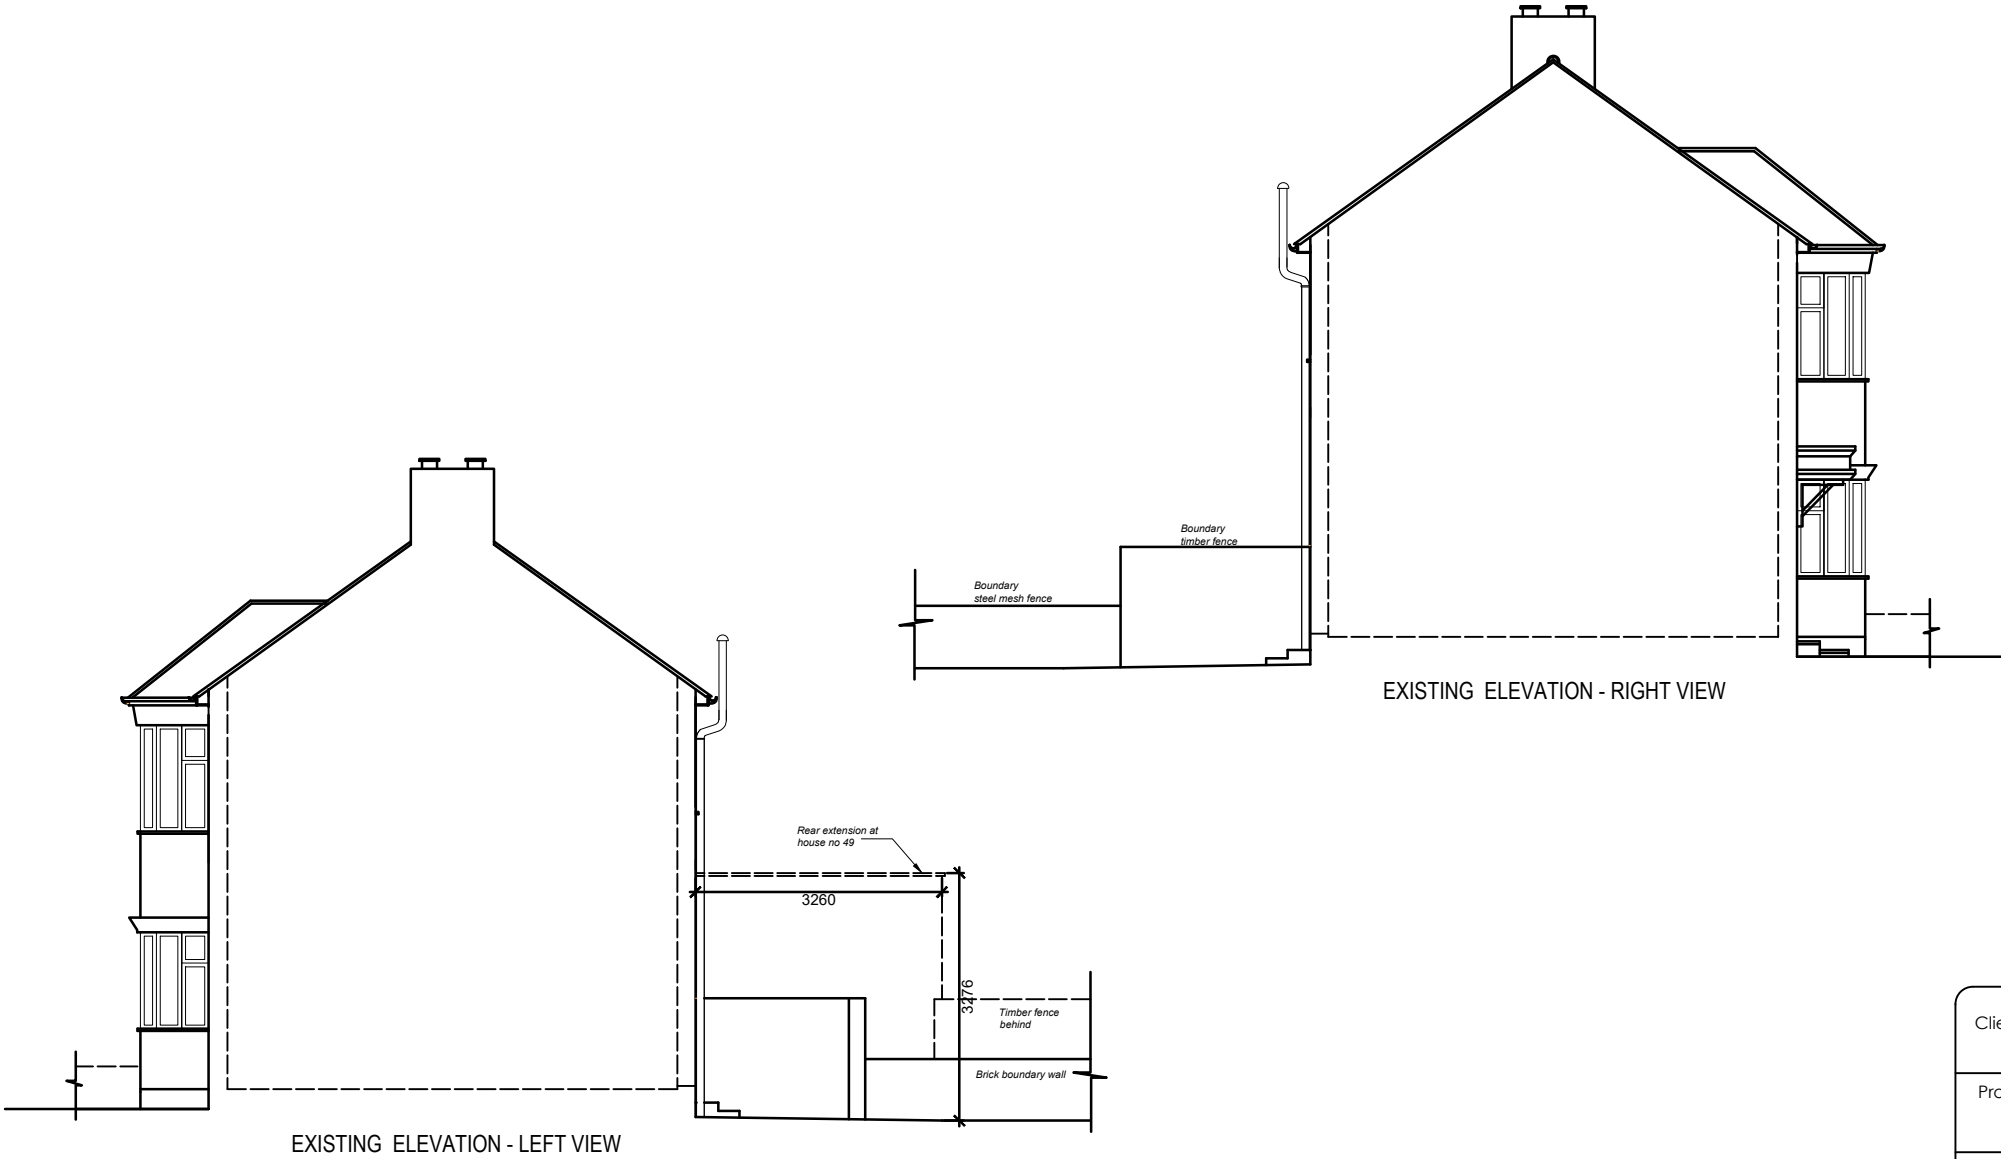 Boundary
timber fence
Boundary
steel mesh fence
EXISTING ELEVATION - RIGHT VIEW
Rear extension at
house no 49
3260
3276
Timber fence
behind
Brick boundary wall
EXISTING ELEVATION - LEFT VIEW